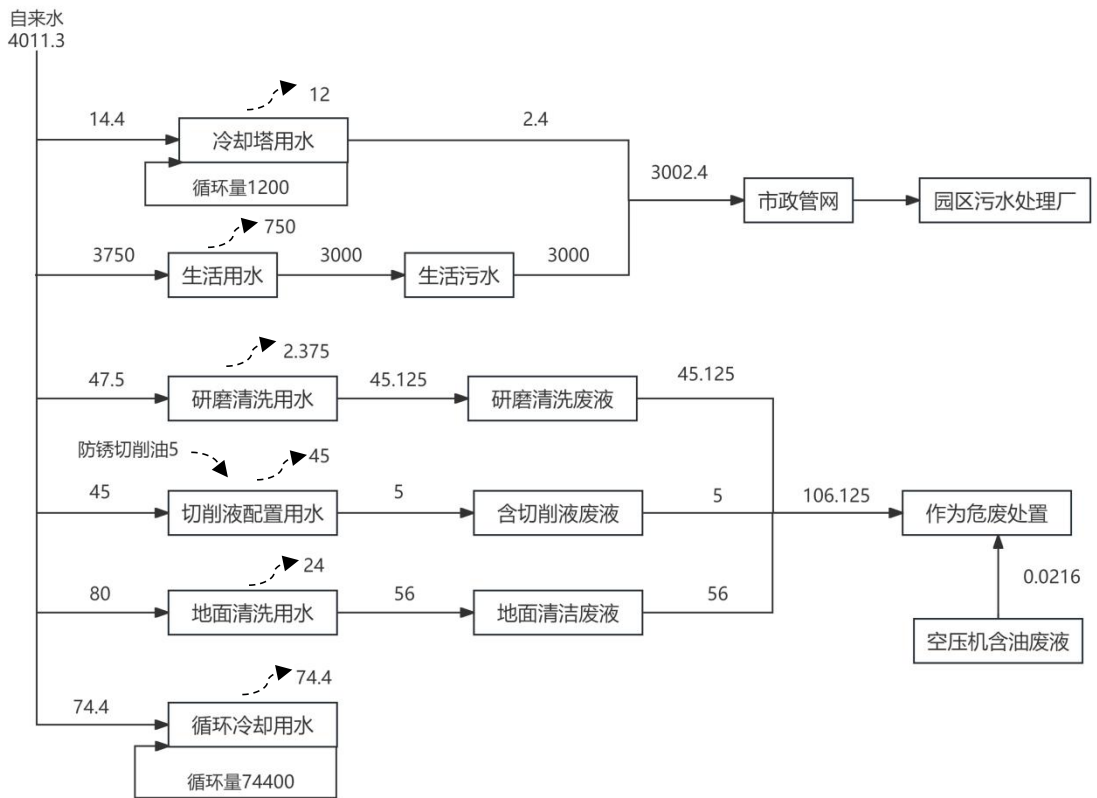 自来水
4011.3
12
14.4
冷却塔用水
2.4
循环量1200
3002.4
市政管网
园区污水处理厂
750
3750
生活用水
3000
生活污水
3000
2.375
47.5
研磨清洗用水
45.125
研磨清洗废液
45.125
防锈切削油5
45
45
切削液配置用水
5
含切削液废液
5
106.125
作为危废处置
24
0.0216
80
地面清洗用水
56
地面清洁废液
56
空压机含油废液
74.4
74.4
循环冷却用水
循环量74400